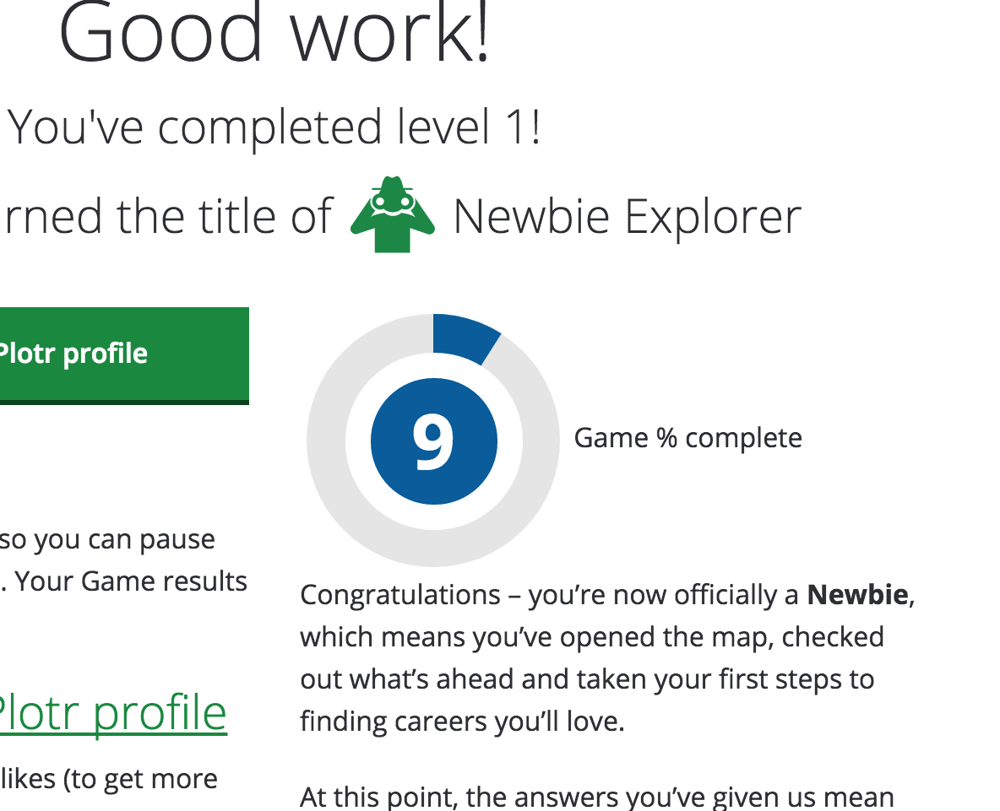 Good work!
You've completed level 1!
rned the title of Newbie Explorer
Plotr profile
9
Game % complete
so you can pause
. Your Game results
Plotr profile
likes (to get more
Congratulations – you’re now officially a Newbie,
which means you’ve opened the map, checked
out what’s ahead and taken your first steps to
finding careers you’ll love.
At this point, the answers you’ve given us mean